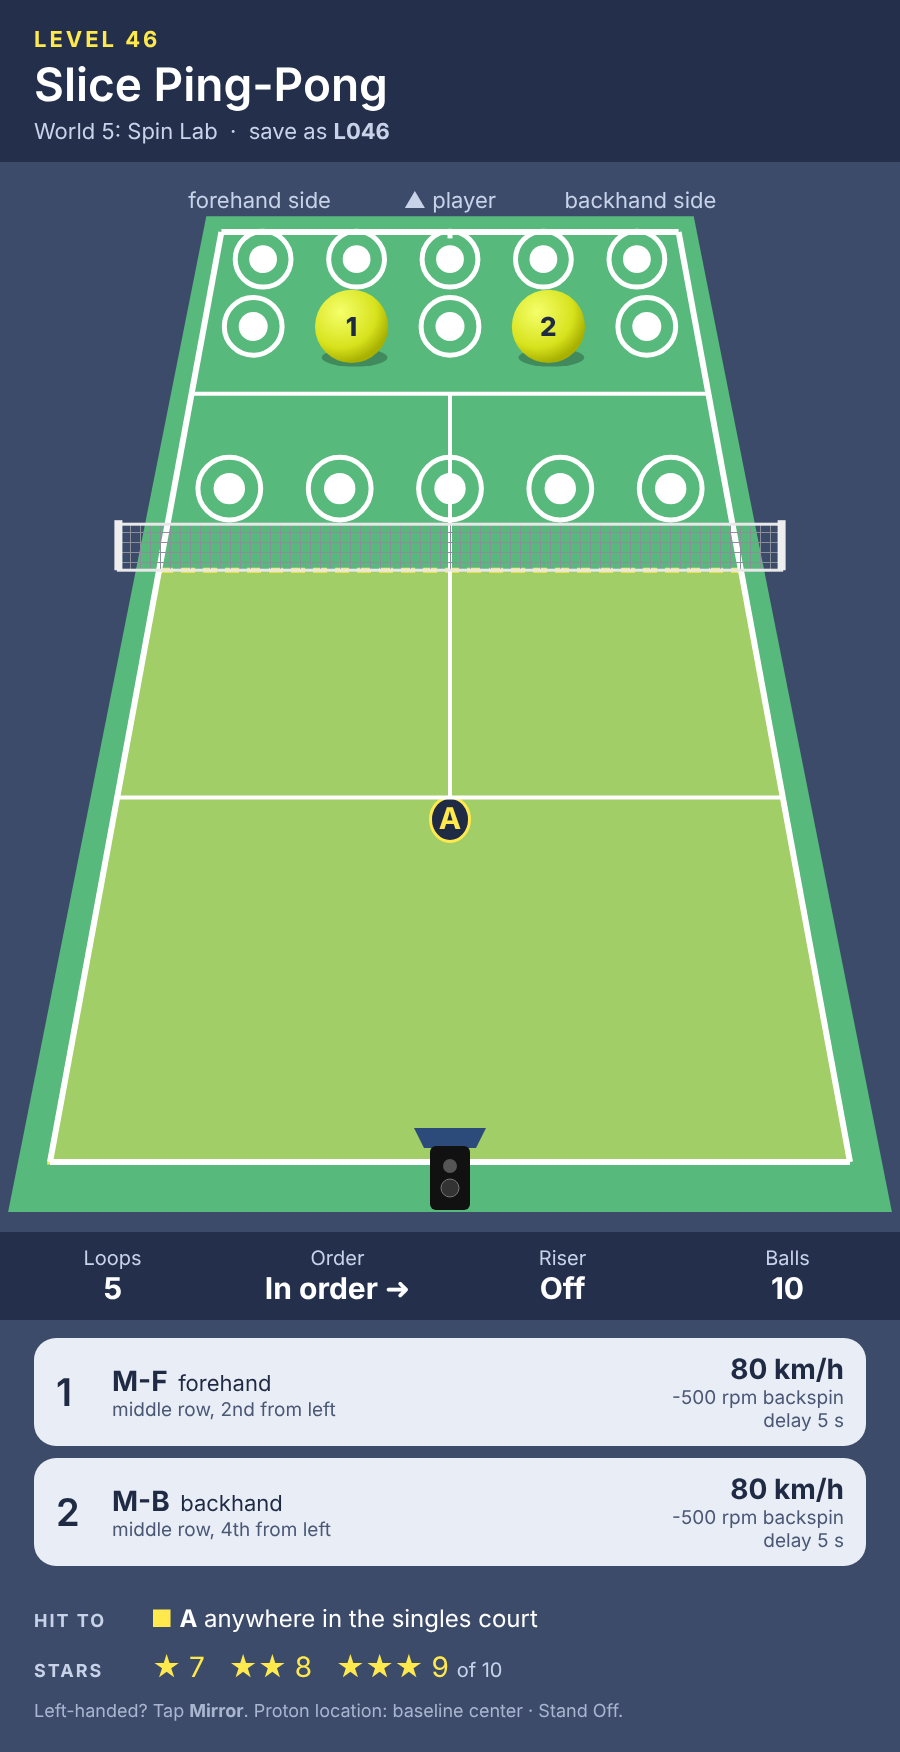 LEVEL 46
Slice Ping-Pong
World 5: Spin Lab · save as L046
forehand side ▲ player backhand side
1 2
A
Loops Order Riser Balls
5 In order ➜ Off 10
1 M-F forehand 80 km/h
middle row, 2nd from left -500 rpm backspin
delay 5 s
2 M-B backhand 80 km/h
middle row, 4th from left -500 rpm backspin
delay 5 s
HIT TO A anywhere in the singles court
STARS ★ 7 ★★ 8 ★★★ 9 of 10
Left-handed? Tap Mirror. Proton location: baseline center · Stand Off.